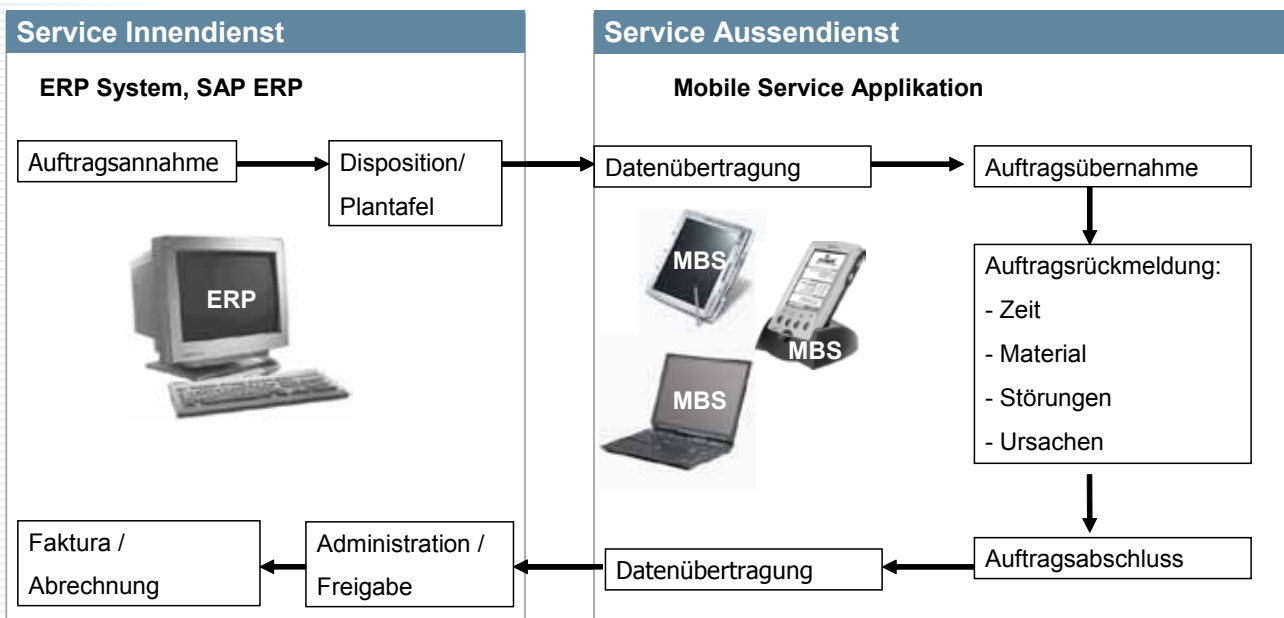 Service Innendienst
ERP System, SAP ERP
Auftragsannahme
Disposition/
Plantafel
ERP
Faktura /
Abrechnung
Administration /
Freigabe
Service Aussendienst
Mobile Service Applikation
Datenübertragung
Auftragsübernahme
MBS
MBS
MBS
Auftragsrückmeldung:
- Zeit
- Material
- Störungen
- Ursachen
Datenübertragung
Auftragsabschluss